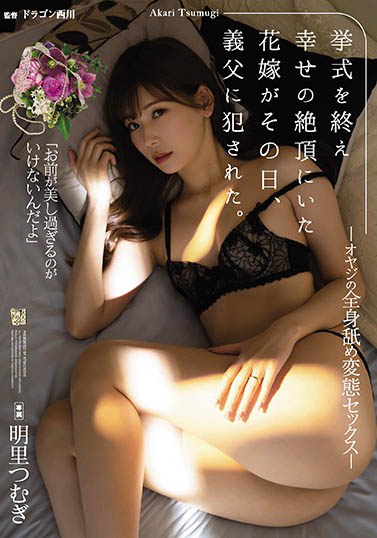 監督 ドラゴン西川
Akari Tsumugi
挙式を終え
幸せの絶頂にいた
花嫁がその日、
義父に犯された。
「お前が美し過ぎるのが
いけないんだよ」
―オヤジの全身舐め変態セックス―
専属
明里つむぎ